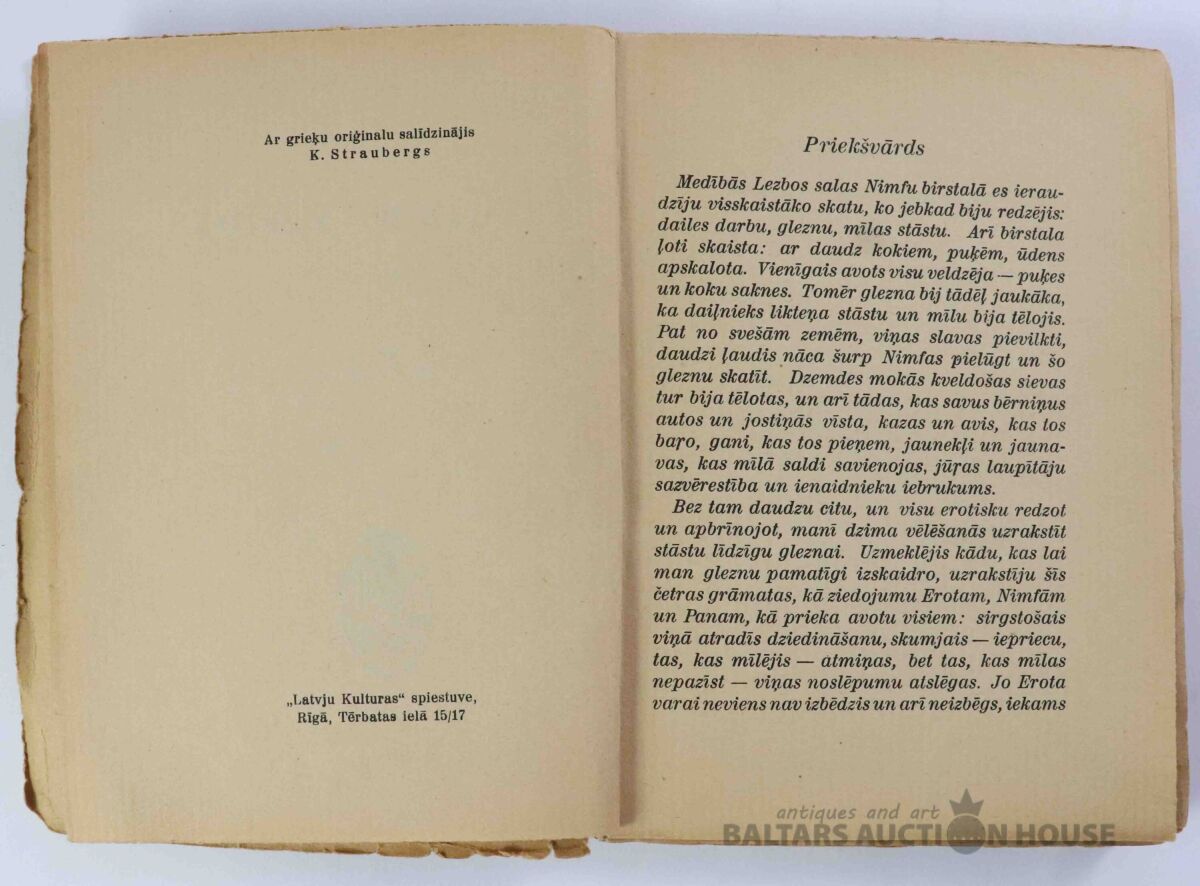 Ar grieķu oriģinalu salīdzinājis
K. Straubergs
„Latvju Kulturas“ spiestuve,
Rīgā, Tērbatas ielā 15/17
Priekšvārds
Medībās Lezbos salas Nimfu birstalā es ierau-
dzīju visskaistāko skatu, ko jebkad biju redzējis:
dailes darbu, gleznu, mīlas stāstu. Arī birstala
ļoti skaista: ar daudz kokiem, puķēm, ūdens
apskalota. Vienīgais avots visu veldzēja — puķes
un koku saknes. Tomēr glezna bij tādēļ jaukāka,
ka daiļnieks likteņa stāstu un mīlu bija tēlojis.
Pat no svešām zemēm, viņas slavas pievilkti,
daudzi ļaudis nāca šurp Nimfas pielūgt un šo
gleznu skatīt. Dzemdes mokās kveldošas sievas
tur bija tēlotas, un arī tādas, kas savus bērniņus
autos un jostiņās vīsta, kazas un avis, kas tos
baŗo, gani, kas tos pieņem, jaunekļi un jauna-
vas, kas mīlā saldi savienojas, jūŗas laupītāju
sazvērestība un ienaidnieku iebrukums.
Bez tam daudzu citu, un visu erotisku redzot
un apbrīnojot, manī dzima vēlēšanās uzrakstīt
stāstu līdzīgu gleznai. Uzmeklējis kādu, kas lai
man gleznu pamatīgi izskaidro, uzrakstīju šīs
četras grāmatas, kā ziedojumu Erotam, Nimfām
un Panam, kā prieka avotu visiem: sirgstošais
viņā atradīs dziedināšanu, skumjais — iepriecu,
tas, kas mīlējis — atmiņas, bet tas, kas mīlas
nepazīst — viņas noslēpumu atslēgas. Jo Erota
varai neviens nav izbēdzis un arī neizbēgs, iekams
antiques and art
BALTARS AUCTION HOUSE